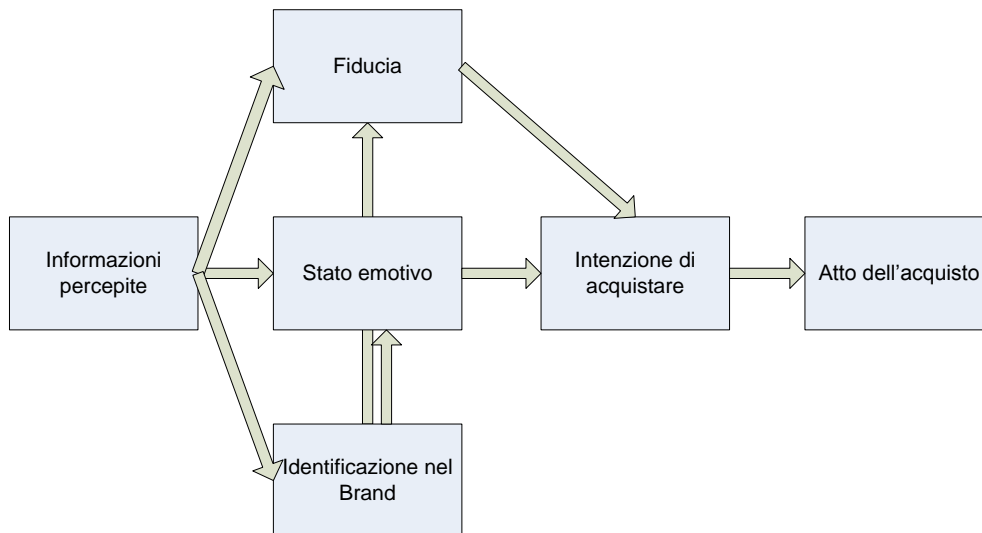 Fiducia
Informazioni
percepite
Stato emotivo
Intenzione di
acquistare
Atto dell'acquisto
Identificazione nel
Brand